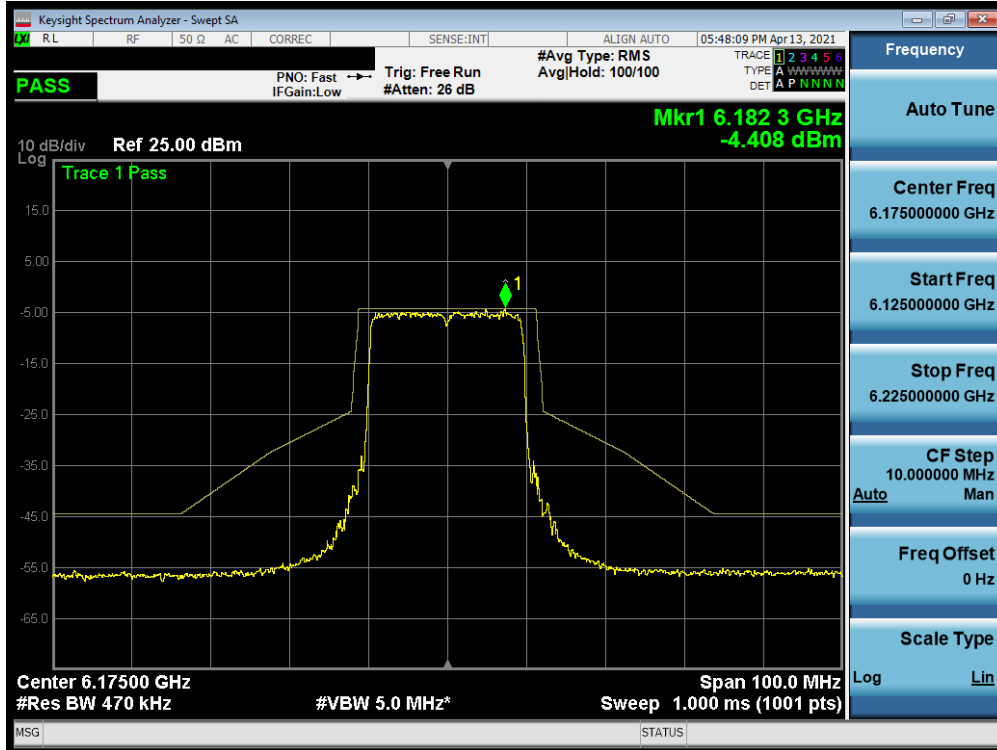 Keysight Spectrum Analyzer - Swept SA
LXI RL RF 50 Ω AC CORREC SENSE:INT ALIGN AUTO 05:48:09 PM Apr 13, 2021
PASS
PNO: Fast
IFGain:Low
Trig: Free Run
#Atten: 26 dB
#Avg Type: RMS
Avg|Hold: 100/100
TRACE 1 2 3 4 5 6
TYPE A WWWWW
DET A P N N N N
Mkr1 6.182 3 GHz
-4.408 dBm
10 dB/div Ref 25.00 dBm
Log
Trace 1 Pass
15.0
5.00
-5.00
-15.0
-25.0
-35.0
-45.0
-55.0
-65.0
1
Center 6.17500 GHz
#Res BW 470 kHz
#VBW 5.0 MHz*
Span 100.0 MHz
Sweep 1.000 ms (1001 pts)
MSG
STATUS
Frequency
Auto Tune
Center Freq
6.175000000 GHz
Start Freq
6.125000000 GHz
Stop Freq
6.225000000 GHz
CF Step
10.000000 MHz
Auto Man
Freq Offset
0 Hz
Scale Type
Log Lin